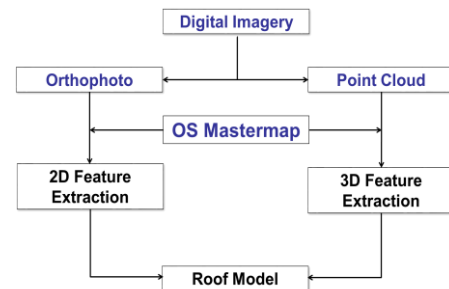 Digital Imagery
Orthophoto
Point Cloud
OS Mastermap
2D Feature
Extraction
3D Feature
Extraction
Roof Model